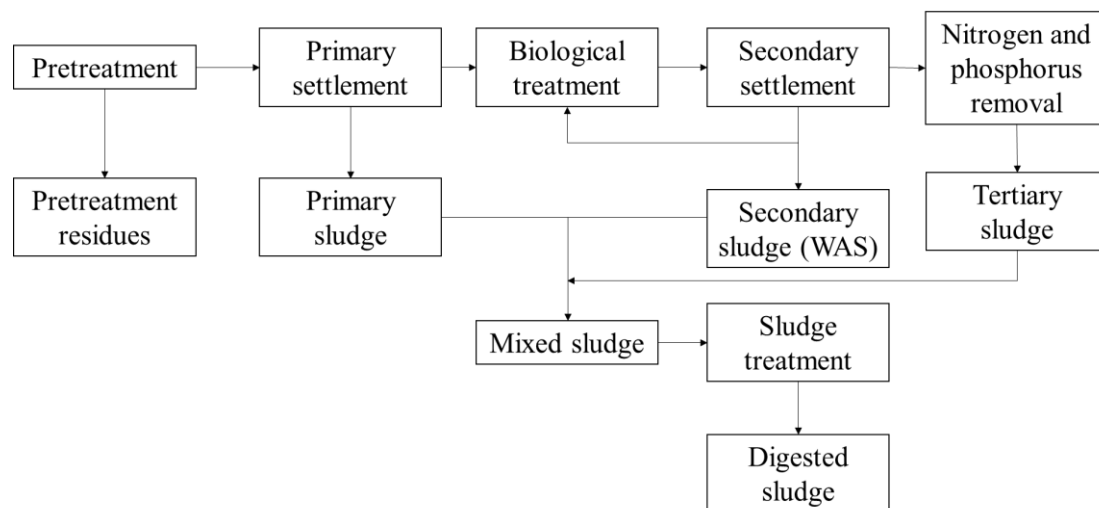 Pretreatment
Primary
settlement
Biological
treatment
Secondary
settlement
Nitrogen and
phosphorus
removal
Pretreatment
residues
Primary
sludge
Secondary
sludge (WAS)
Tertiary
sludge
Mixed sludge
Sludge
treatment
Digested
sludge